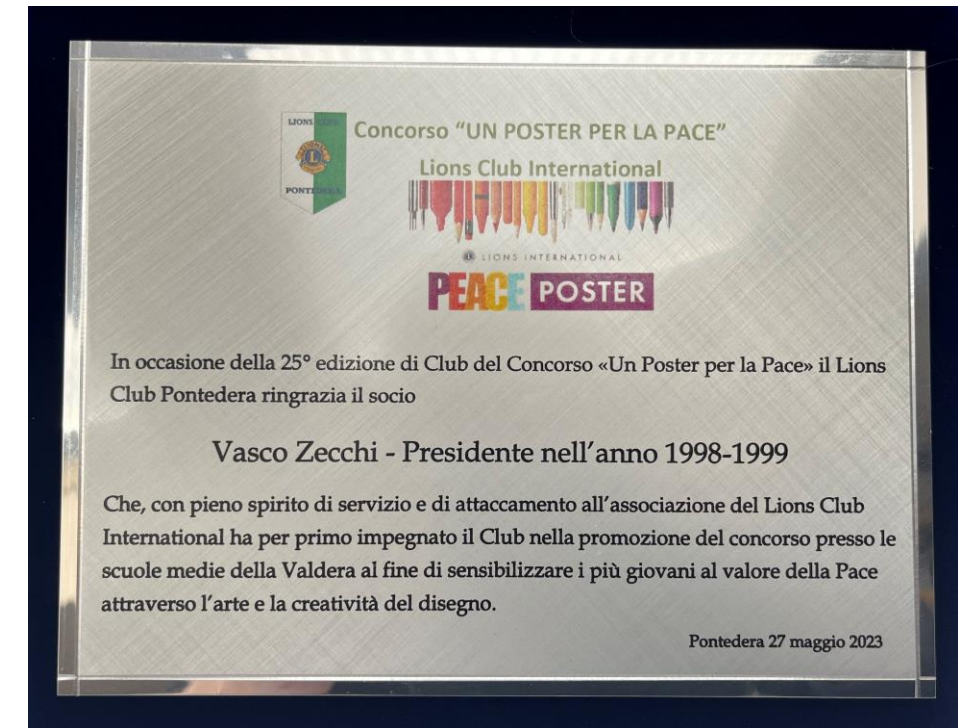 LIONS CLUB
PONTEDERA
Concorso "UN POSTER PER LA PACE"
Lions Club International
LIONS INTERNATIONAL
PEACE POSTER
In occasione della 25° edizione di Club del Concorso «Un Poster per la Pace» il Lions
Club Pontedera ringrazia il socio
Vasco Zecchi - Presidente nell'anno 1998-1999
Che, con pieno spirito di servizio e di attaccamento all'associazione del Lions Club
International ha per primo impegnato il Club nella promozione del concorso presso le
scuole medie della Valdera al fine di sensibilizzare i più giovani al valore della Pace
attraverso l'arte e la creatività del disegno.
Pontedera 27 maggio 2023